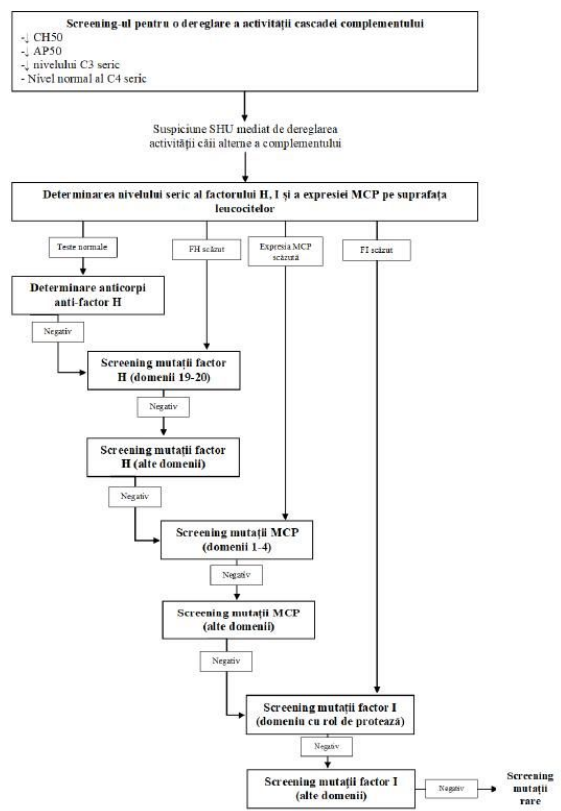 Screening-ul pentru o dereglare a activității cascadei complementului
-↓ CH50
-↓ AP50
-↓ nivelului C3 seric
- Nivel normal al C4 seric
Suspiciune SHU mediat de dereglarea
activității căii alterne a complementului
Determinarea nivelului seric al factorului H, I și a expresiei MCP pe suprafața
leucocitelor
Teste normale
FH scăzut
Expresia MCP
scăzută
FI scăzut
Determinare anticorpi
anti-factor H
Negativ
Screening mutații factor
H (domenii 19-20)
Negativ
Screening mutații factor
H (alte domenii)
Negativ
Screening mutații MCP
(domenii 1-4)
Negativ
Screening mutații MCP
(alte domenii)
Negativ
Screening mutații factor I
(domeniu cu rol de protează)
Negativ
Screening mutații factor I
(alte domenii)
Negativ
Screening
mutații
rare